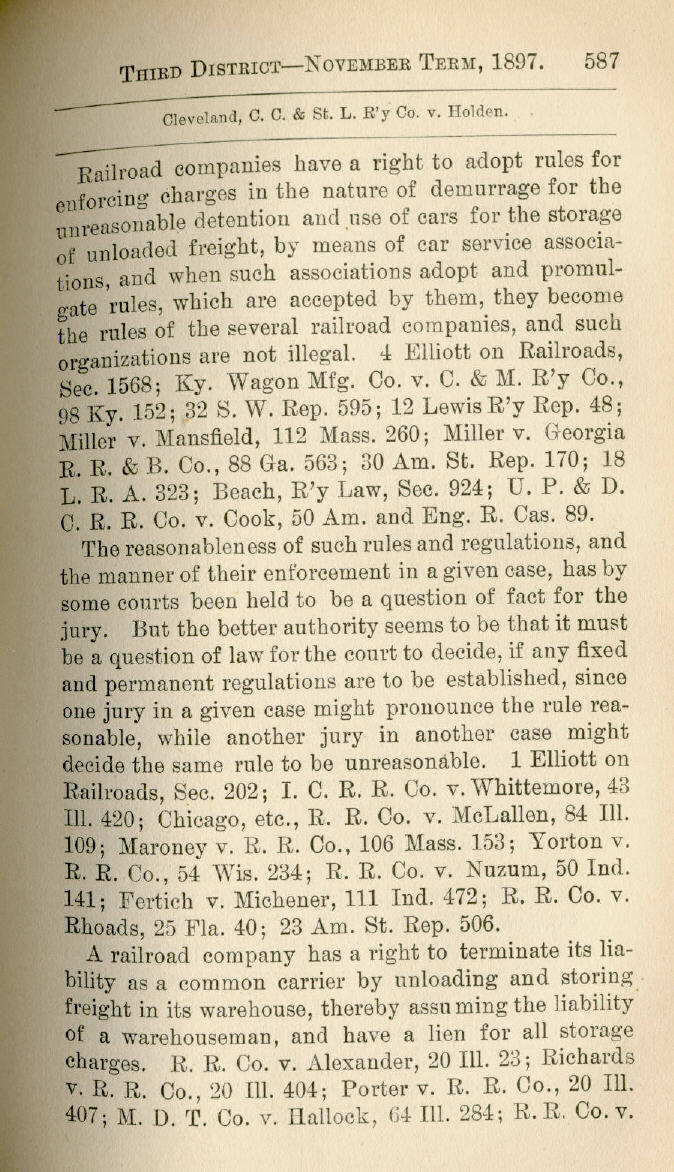 THIRD DISTRICT—NOVEMBER TERM, 1897. 587
Cleveland, C. C. & St. L. R'y Co. v. Holden.
Railroad companies have a right to adopt rules for
enforcing charges in the nature of demurrage for the
unreasonable detention and use of cars for the storage
of unloaded freight, by means of car service associa-
tions, and when such associations adopt and promul-
gate rules, which are accepted by them, they become
the rules of the several railroad companies, and such
organizations are not illegal. 4 Elliott on Railroads,
Sec. 1568; Ky. Wagon Mfg. Co. v. C. & M. R'y Co.,
98 Ky. 152; 32 S. W. Rep. 595; 12 Lewis R'y Rep. 48;
Miller v. Mansfield, 112 Mass. 260; Miller v. Georgia
R. R. & B. Co., 88 Ga. 563; 30 Am. St. Rep. 170; 18
L. R. A. 323; Beach, R'y Law, Sec. 924; U. P. & D.
C. R. R. Co. v. Cook, 50 Am. and Eng. R. Cas. 89.
The reasonableness of such rules and regulations, and
the manner of their enforcement in a given case, has by
some courts been held to be a question of fact for the
jury. But the better authority seems to be that it must
be a question of law for the court to decide, if any fixed
and permanent regulations are to be established, since
one jury in a given case might pronounce the rule rea-
sonable, while another jury in another case might
decide the same rule to be unreasonable. 1 Elliott on
Railroads, Sec. 202; I. C. R. R. Co. v. Whittemore, 43
Ill. 420; Chicago, etc., R. R. Co. v. McLallen, 84 Ill.
109; Maroney v. R. R. Co., 106 Mass. 153; Yorton v.
R. R. Co., 54 Wis. 234; R. R. Co. v. Nuzum, 50 Ind.
141; Fertich v. Michener, 111 Ind. 472; R. R. Co. v.
Rhoads, 25 Fla. 40; 23 Am. St. Rep. 506.
A railroad company has a right to terminate its lia-
bility as a common carrier by unloading and storing
freight in its warehouse, thereby assuming the liability
of a warehouseman, and have a lien for all storage
charges. R. R. Co. v. Alexander, 20 Ill. 23; Richards
v. R. R. Co., 20 Ill. 404; Porter v. R. R. Co., 20 Ill.
407; M. D. T. Co. v. Hallock, 64 Ill. 284; R. R. Co. v.